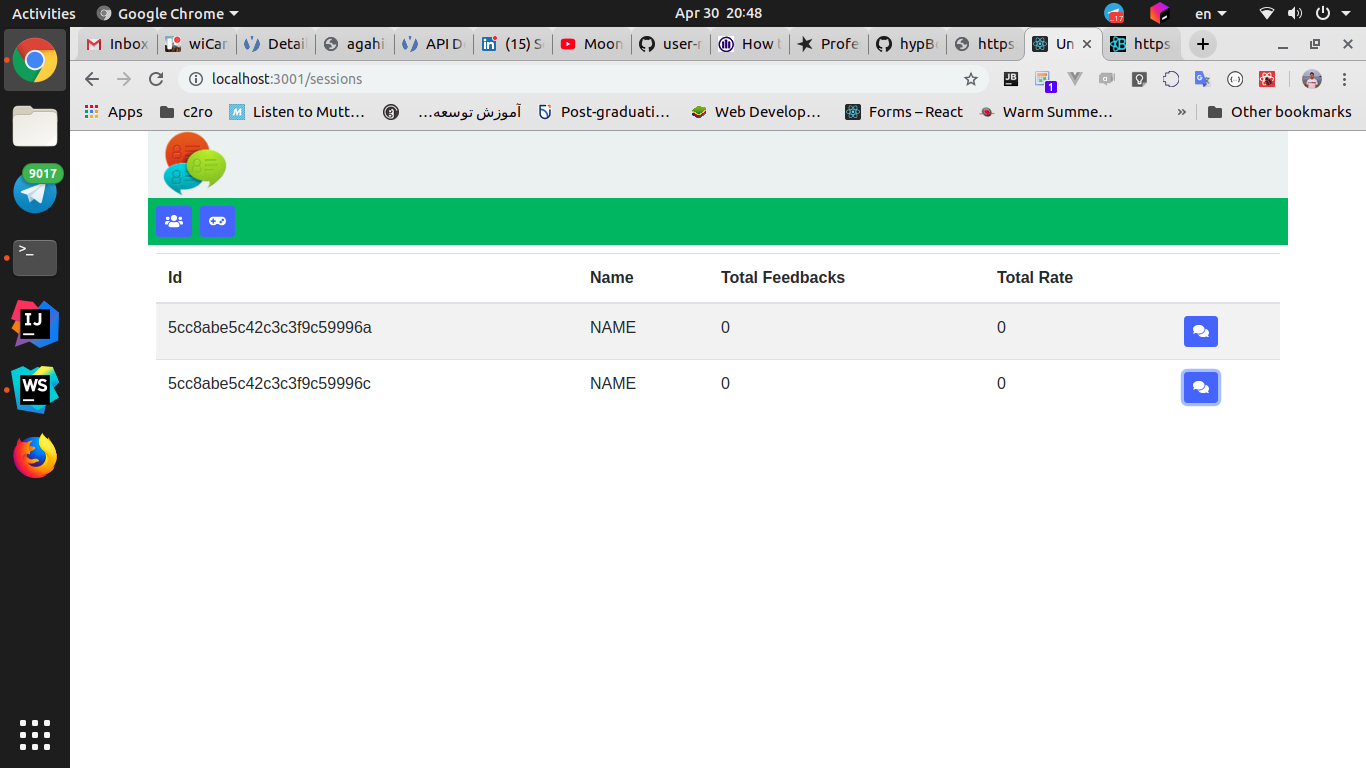 Activities Google Chrome Apr 30 20:48 17 en
Inbox wiCar Detai agahi API D (15) S Moon user-r How t Profe hypB https Un https
localhost:3001/sessions JB 1
Apps c2ro Listen to Mutt… آموزش توسعه… Post-graduati… Web Develop… Forms – React Warm Summe… » Other bookmarks
9017
>_
IJ
WS
Id Name Total Feedbacks Total Rate
5cc8abe5c42c3c3f9c59996a NAME 0 0
5cc8abe5c42c3c3f9c59996c NAME 0 0